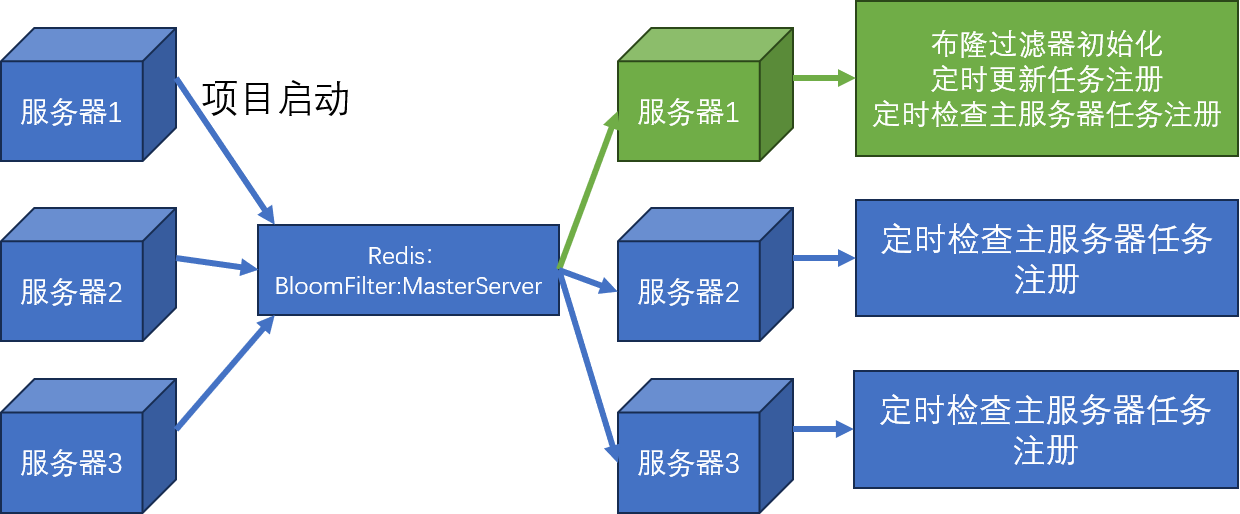 服务器1
项目启动
服务器2
服务器3
Redis：
BloomFilter:MasterServer
服务器1
布隆过滤器初始化
定时更新任务注册
定时检查主服务器任务注册
服务器2
定时检查主服务器任务
注册
服务器3
定时检查主服务器任务
注册